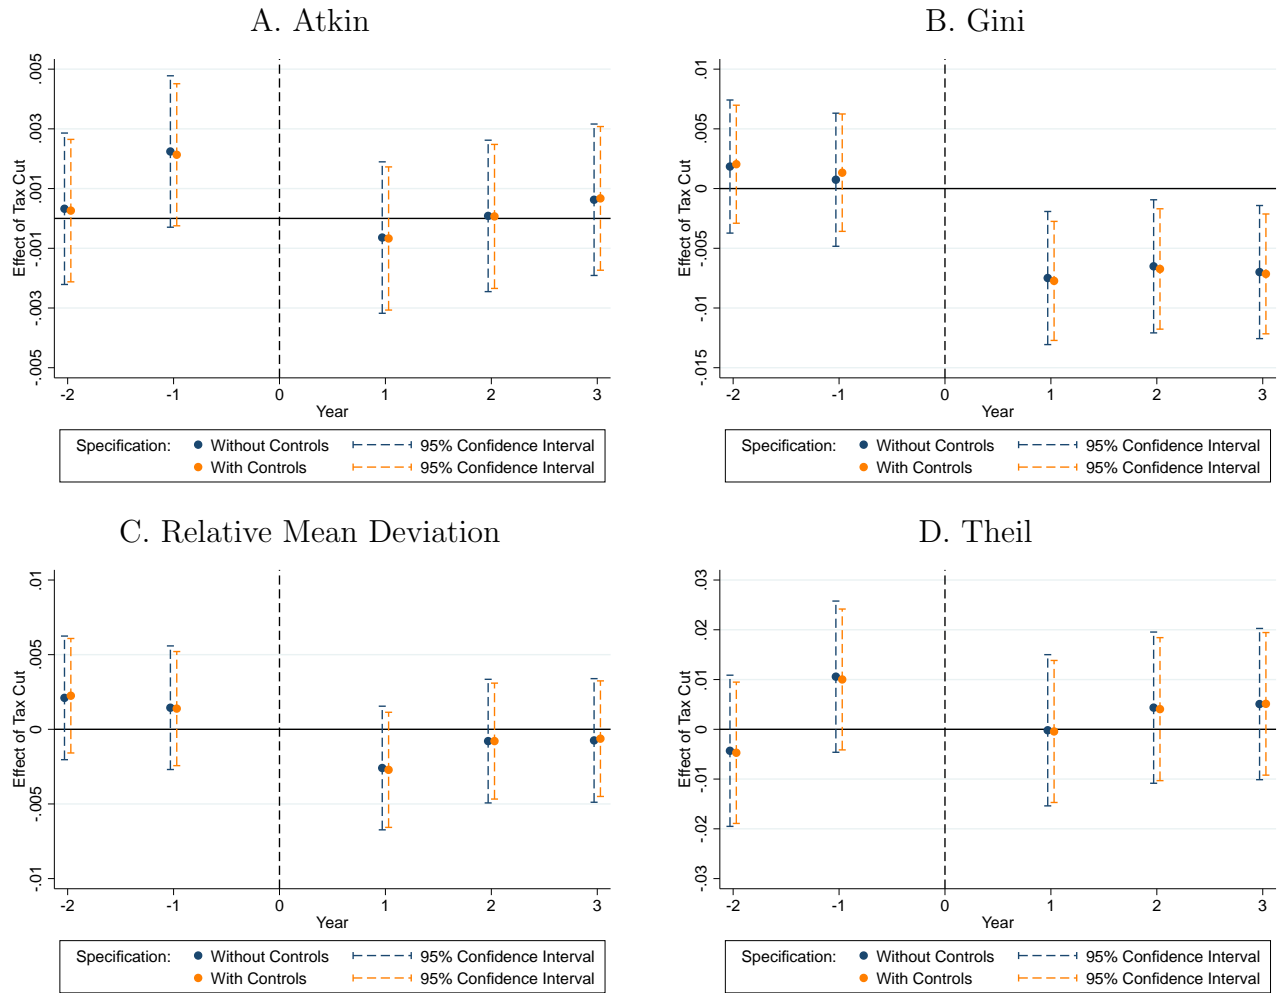 A. Atkin
Effect of Tax Cut
.005
.003
.001
-.001
-.003
-.005
-2 -1 0 1 2 3
Year
Specification: Without Controls 95% Confidence Interval
With Controls 95% Confidence Interval
B. Gini
Effect of Tax Cut
.01
.005
0
-.005
-.01
-.015
-2 -1 0 1 2 3
Year
Specification: Without Controls 95% Confidence Interval
With Controls 95% Confidence Interval
C. Relative Mean Deviation
Effect of Tax Cut
.01
.005
0
-.005
-.01
-2 -1 0 1 2 3
Year
Specification: Without Controls 95% Confidence Interval
With Controls 95% Confidence Interval
D. Theil
Effect of Tax Cut
.03
.02
.01
0
-.01
-.02
-.03
-2 -1 0 1 2 3
Year
Specification: Without Controls 95% Confidence Interval
With Controls 95% Confidence Interval